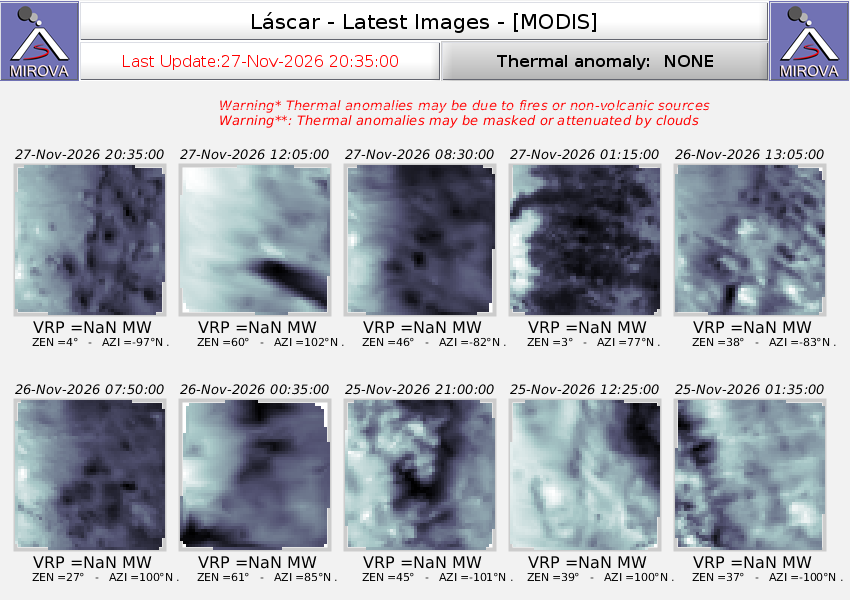 Láscar - Latest Images - [MODIS]
MIROVA
Last Update:27-Nov-2026 20:35:00
Thermal anomaly: NONE
MIROVA
Warning* Thermal anomalies may be due to fires or non-volcanic sources
Warning**: Thermal anomalies may be masked or attenuated by clouds
27-Nov-2026 20:35:00 27-Nov-2026 12:05:00 27-Nov-2026 08:30:00 27-Nov-2026 01:15:00 26-Nov-2026 13:05:00
VRP =NaN MW VRP =NaN MW VRP =NaN MW VRP =NaN MW VRP =NaN MW
ZEN =4° - AZI =-97°N . ZEN =60° - AZI =102°N . ZEN =46° - AZI =-82°N . ZEN =3° - AZI =77°N . ZEN =38° - AZI =-83°N .
26-Nov-2026 07:50:00 26-Nov-2026 00:35:00 25-Nov-2026 21:00:00 25-Nov-2026 12:25:00 25-Nov-2026 01:35:00
VRP =NaN MW VRP =NaN MW VRP =NaN MW VRP =NaN MW VRP =NaN MW
ZEN =27° - AZI =100°N . ZEN =61° - AZI =85°N . ZEN =45° - AZI =-101°N . ZEN =39° - AZI =100°N . ZEN =37° - AZI =-100°N .